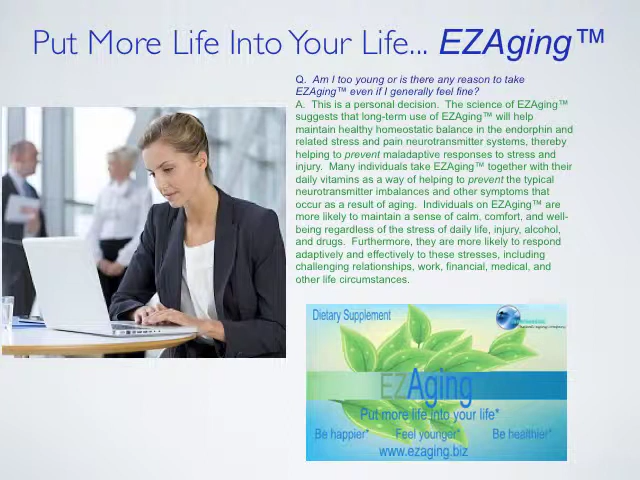 Put More Life Into Your Life... EZAging™
Q. Am I too young or is there any reason to take
EZAging™ even if I generally feel fine?
A. This is a personal decision. The science of EZAging™
suggests that long-term use of EZAging™ will help
maintain healthy homeostatic balance in the endorphin and
related stress and pain neurotransmitter systems, thereby
helping to prevent maladaptive responses to stress and
injury. Many individuals take EZAging™ together with their
daily vitamins as a way of helping to prevent the typical
neurotransmitter imbalances and other symptoms that
occur as a result of aging. Individuals on EZAging™ are
more likely to maintain a sense of calm, comfort, and well-
being regardless of the stress of daily life, injury, alcohol,
and drugs. Furthermore, they are more likely to respond
adaptively and effectively to these stresses, including
challenging relationships, work, financial, medical, and
other life circumstances.
Dietary Supplement
EZAging
Put more life into your life*
Be happier* Feel younger* Be healthier*
www.ezaging.biz